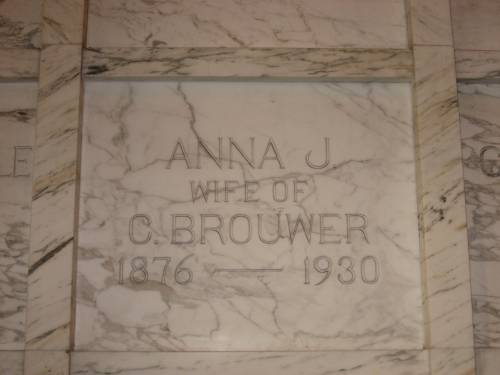 ANNA J.
WIFE OF
C. BROUWER
1876 — 1930